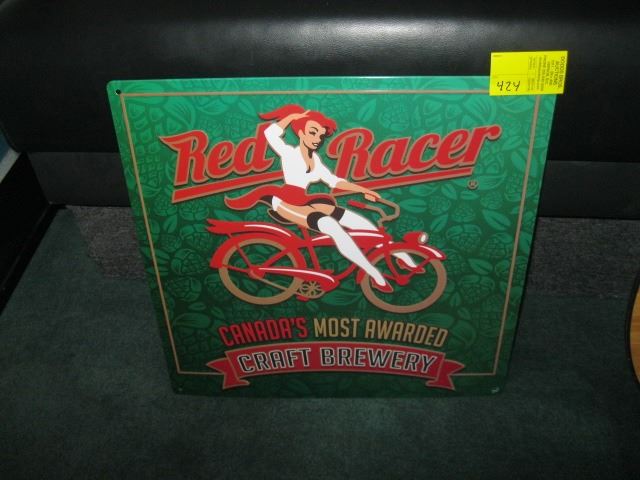 424
Red Racer ®
CANADA'S MOST AWARDED
CRAFT BREWERY